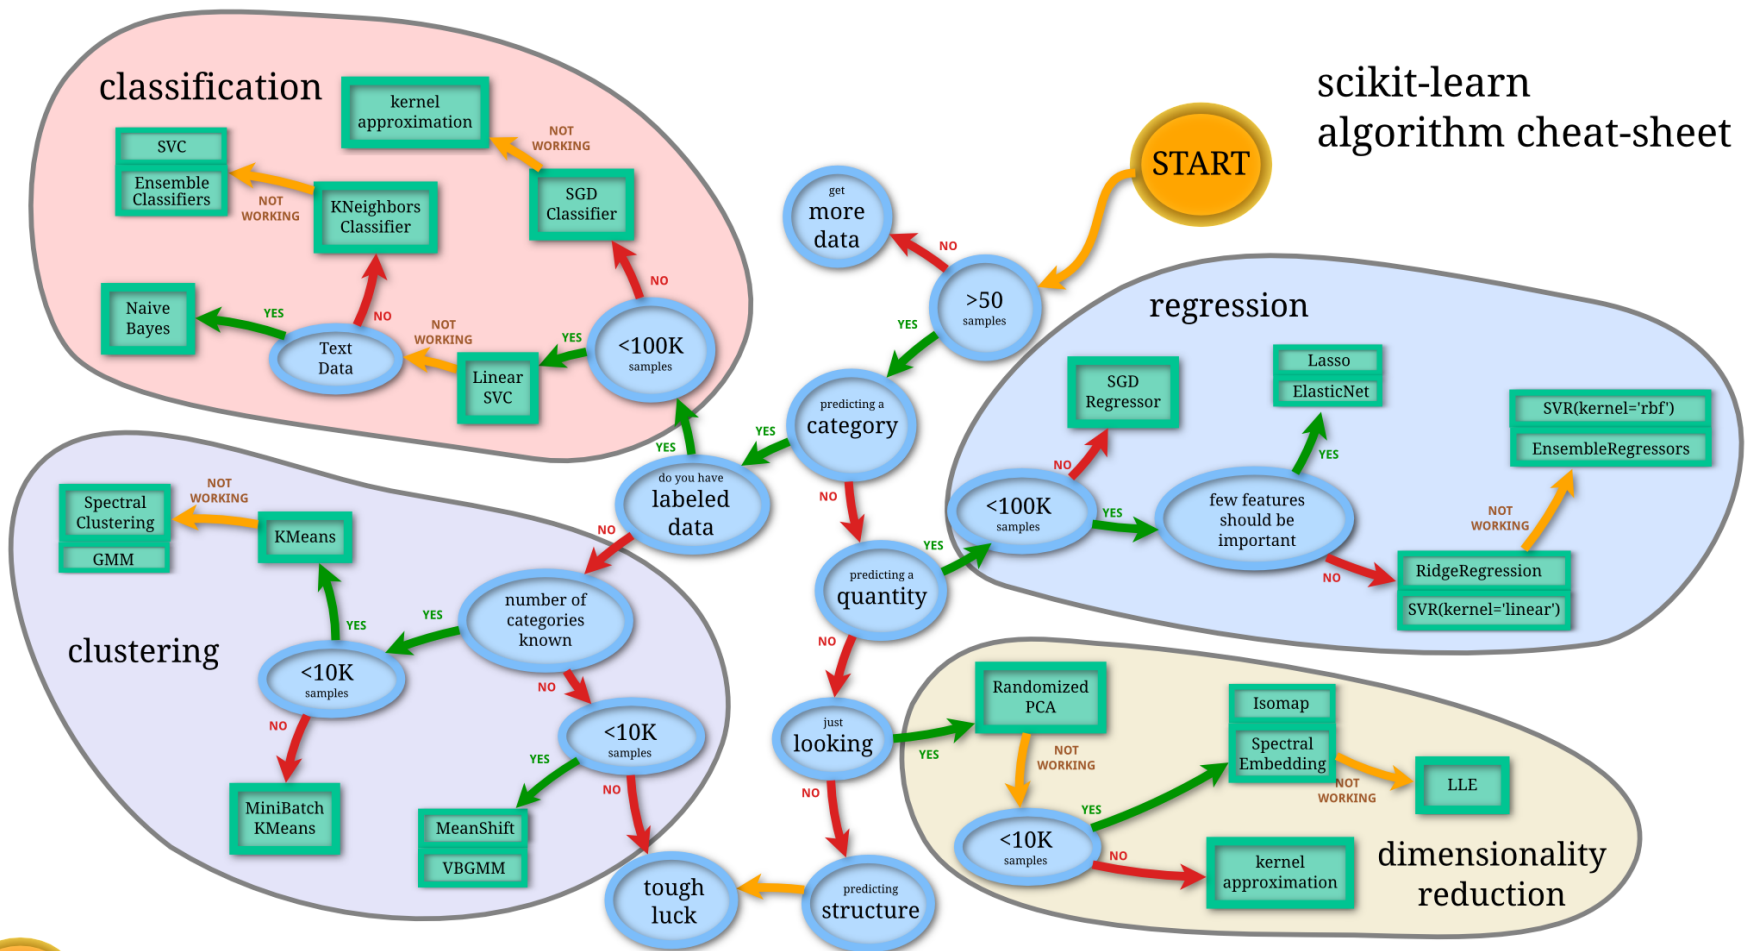 scikit-learn
algorithm cheat-sheet
START
>50
samples
NO
get
more
data
YES
predicting a
category
YES
do you have
labeled
data
YES
NO
classification
<100K
samples
YES
NO
Linear
SVC
NOT
WORKING
Text
Data
YES
Naive
Bayes
NO
KNeighbors
Classifier
NOT
WORKING
SVC
Ensemble
Classifiers
SGD
Classifier
NOT
WORKING
kernel
approximation
clustering
number of
categories
known
YES
<10K
samples
YES
KMeans
NOT
WORKING
Spectral
Clustering
GMM
NO
MiniBatch
KMeans
NO
<10K
samples
YES
MeanShift
VBGMM
NO
tough
luck
NO
predicting a
quantity
YES
regression
<100K
samples
NO
SGD
Regressor
YES
few features
should be
important
YES
Lasso
ElasticNet
NO
RidgeRegression
SVR(kernel='linear')
NOT
WORKING
SVR(kernel='rbf')
EnsembleRegressors
NO
just
looking
YES
dimensionality
reduction
Randomized
PCA
NOT
WORKING
<10K
samples
YES
Isomap
Spectral
Embedding
NOT
WORKING
LLE
NO
kernel
approximation
NO
predicting
structure